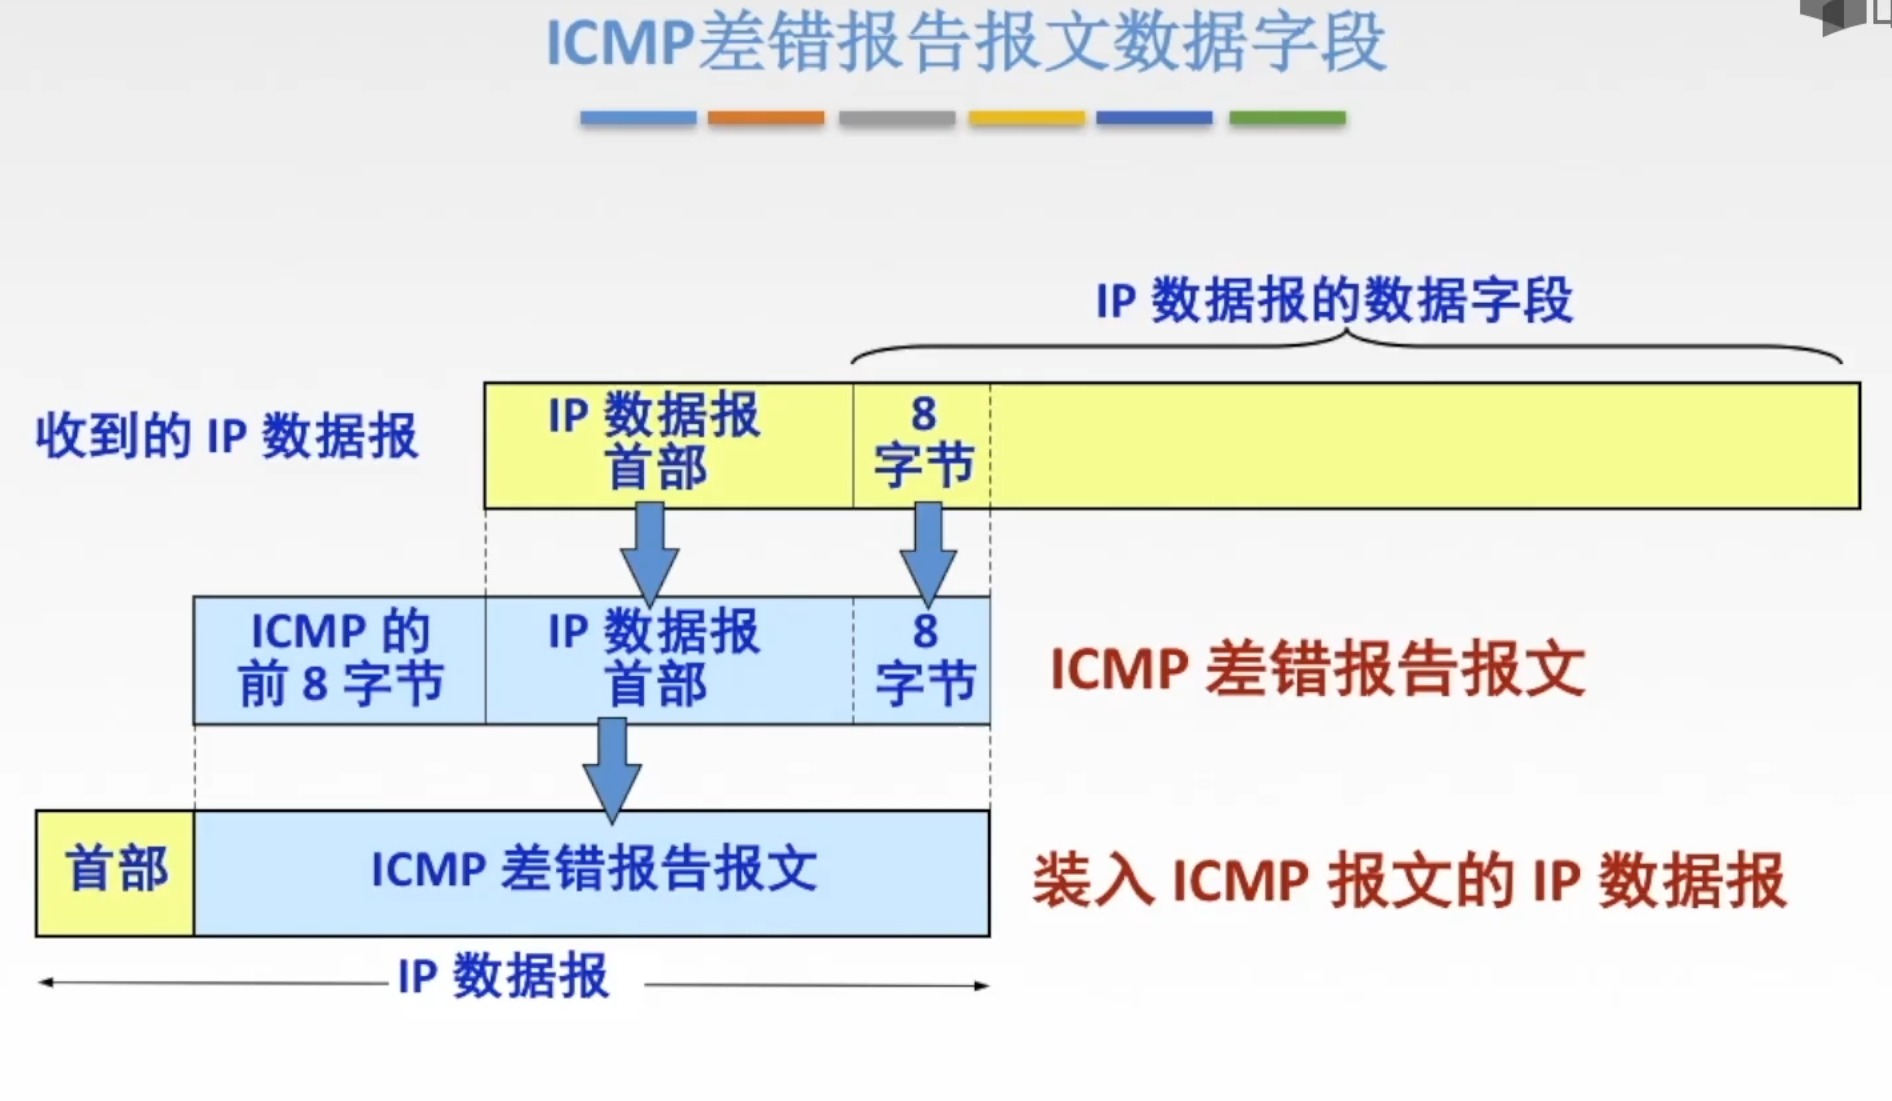 ICMP差错报告报文数据字段
IP 数据报的数据字段
收到的 IP 数据报
IP 数据报
首部
8
字节
ICMP 的
前 8 字节
IP 数据报
首部
8
字节
ICMP 差错报告报文
首部
ICMP 差错报告报文
装入 ICMP 报文的 IP 数据报
IP 数据报